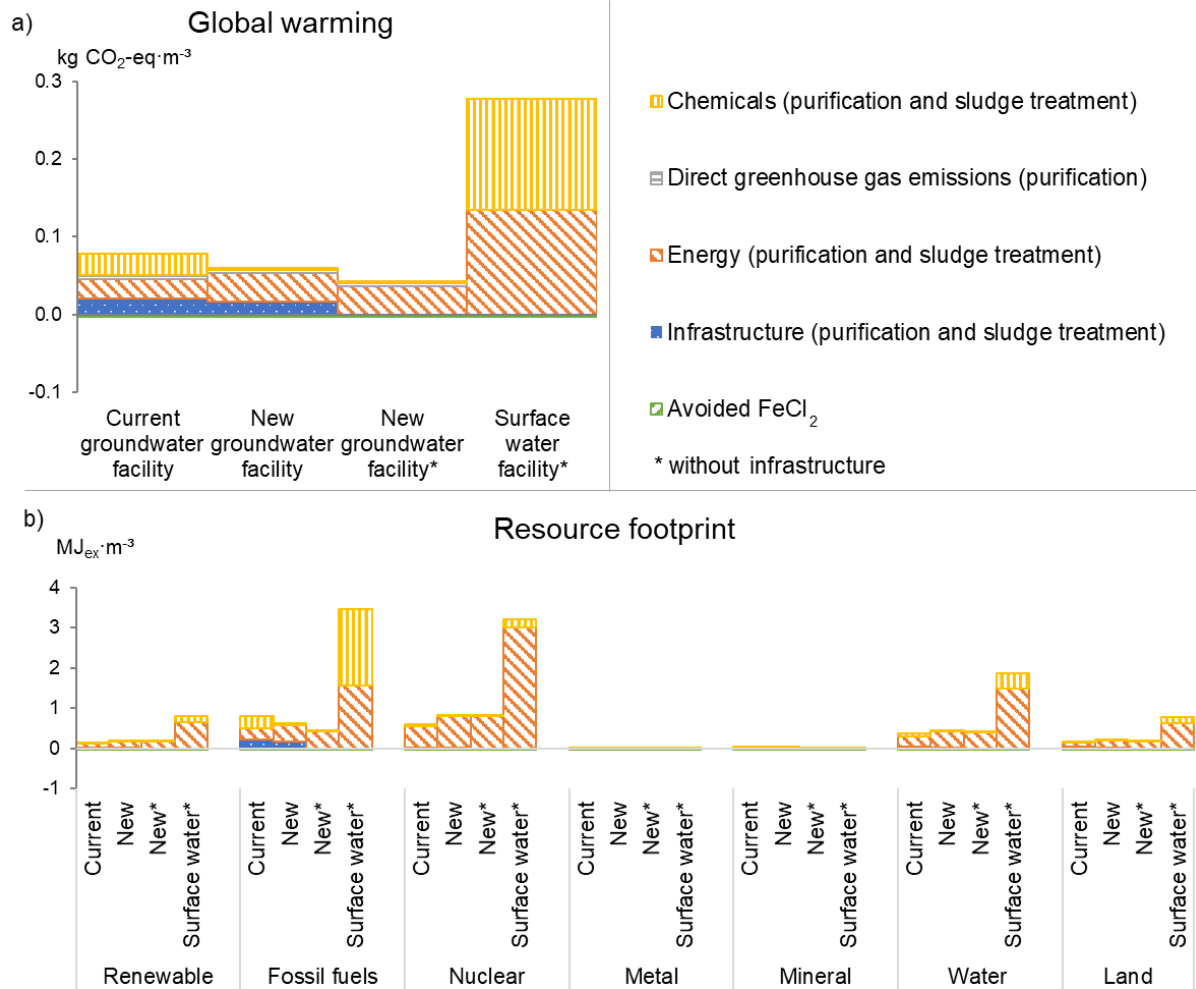 a)
Global warming
kg CO₂-eq·m⁻³
0.3
0.2
0.1
0.0
-0.1
Current
groundwater
facility
New
groundwater
facility
New
groundwater
facility*
Surface
water
facility*
Chemicals (purification and sludge treatment)
Direct greenhouse gas emissions (purification)
Energy (purification and sludge treatment)
Infrastructure (purification and sludge treatment)
Avoided FeCl₂
* without infrastructure
b)
Resource footprint
MJₑₓ·m⁻³
4
3
2
1
0
-1
Current
New
New*
Surface water*
Current
New
New*
Surface water*
Current
New
New*
Surface water*
Current
New
New*
Surface water*
Current
New
New*
Surface water*
Current
New
New*
Surface water*
Current
New
New*
Surface water*
Renewable
Fossil fuels
Nuclear
Metal
Mineral
Water
Land